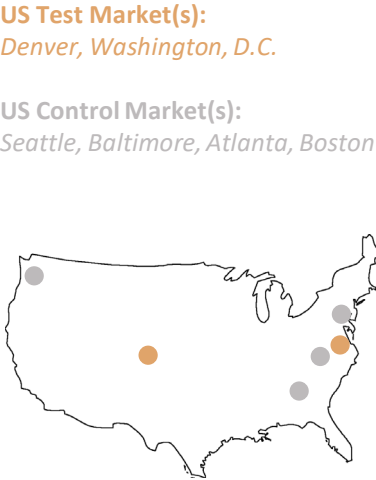 US Test Market(s):
Denver, Washington, D.C.
US Control Market(s):
Seattle, Baltimore, Atlanta, Boston